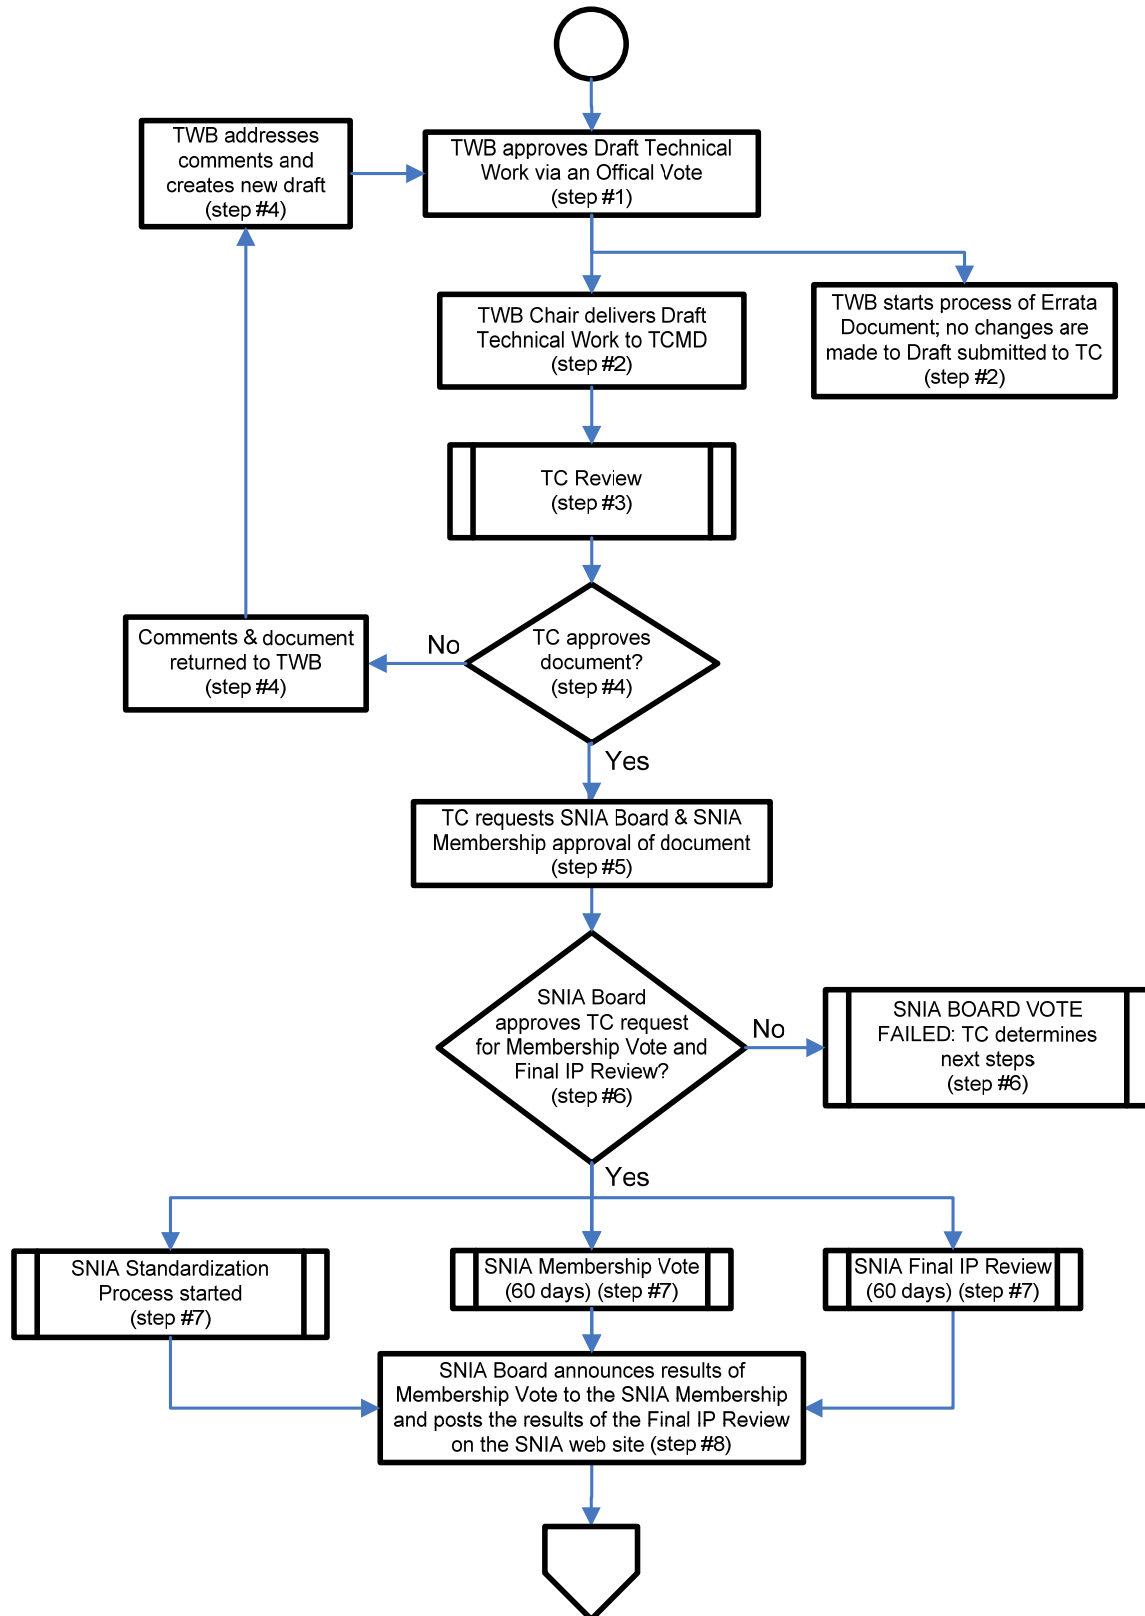 TWB addresses
comments and
creates new draft
(step #4)
TWB approves Draft Technical
Work via an Offical Vote
(step #1)
TWB Chair delivers Draft
Technical Work to TCMD
(step #2)
TWB starts process of Errata
Document; no changes are
made to Draft submitted to TC
(step #2)
TC Review
(step #3)
Comments & document
returned to TWB
(step #4)
No
TC approves
document?
(step #4)
Yes
TC requests SNIA Board & SNIA
Membership approval of document
(step #5)
SNIA Board
approves TC request
for Membership Vote and
Final IP Review?
(step #6)
No
SNIA BOARD VOTE
FAILED: TC determines
next steps
(step #6)
Yes
SNIA Standardization
Process started
(step #7)
SNIA Membership Vote
(60 days) (step #7)
SNIA Final IP Review
(60 days) (step #7)
SNIA Board announces results of
Membership Vote to the SNIA Membership
and posts the results of the Final IP Review
on the SNIA web site (step #8)